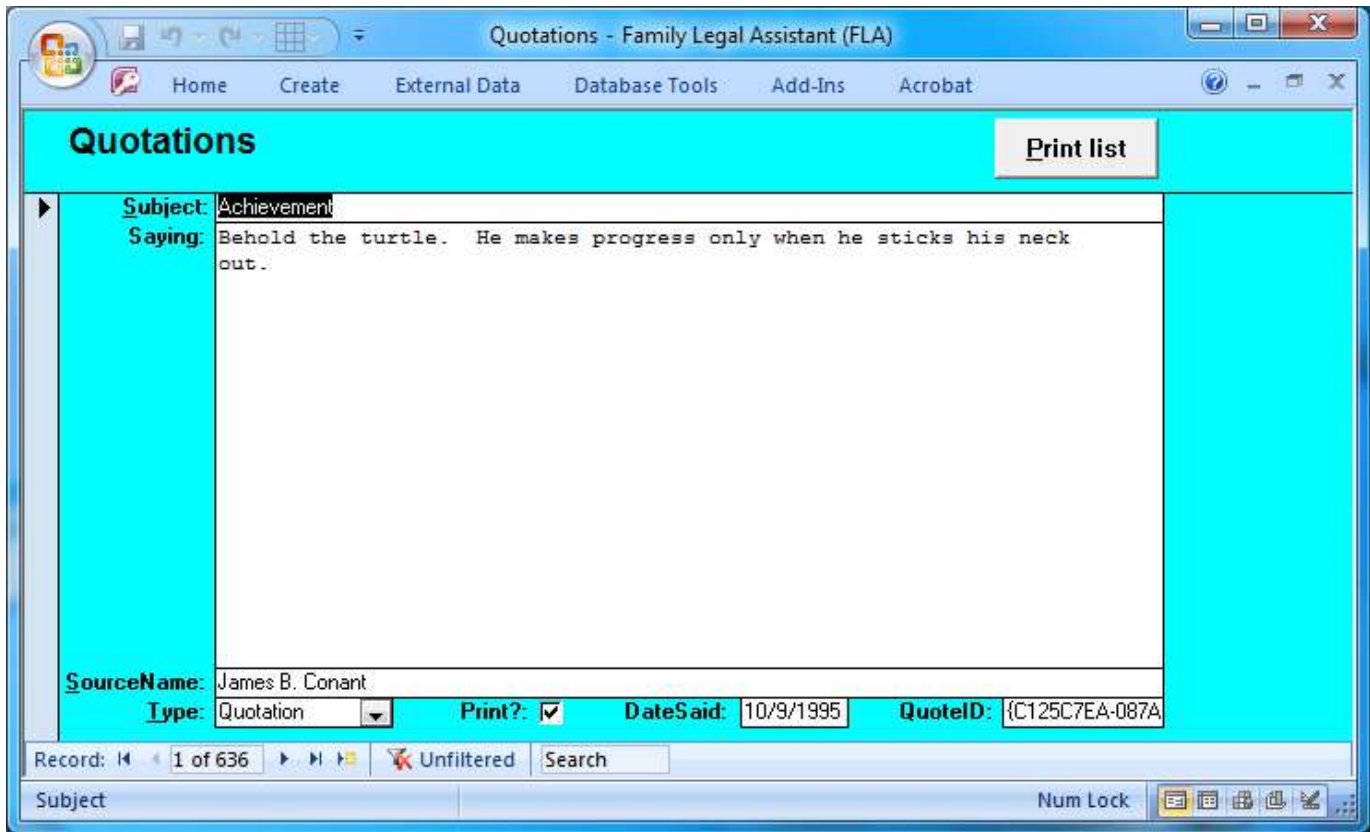 Quotations - Family Legal Assistant (FLA)
Home Create External Data Database Tools Add-Ins Acrobat
Quotations
Print list
Subject: Achievement
Saying: Behold the turtle.  He makes progress only when he sticks his neck
out.
SourceName: James B. Conant
Type: Quotation Print?: DateSaid: 10/9/1995 QuoteID: {C125C7EA-087A
Record: 1 of 636 Unfiltered Search
Subject Num Lock